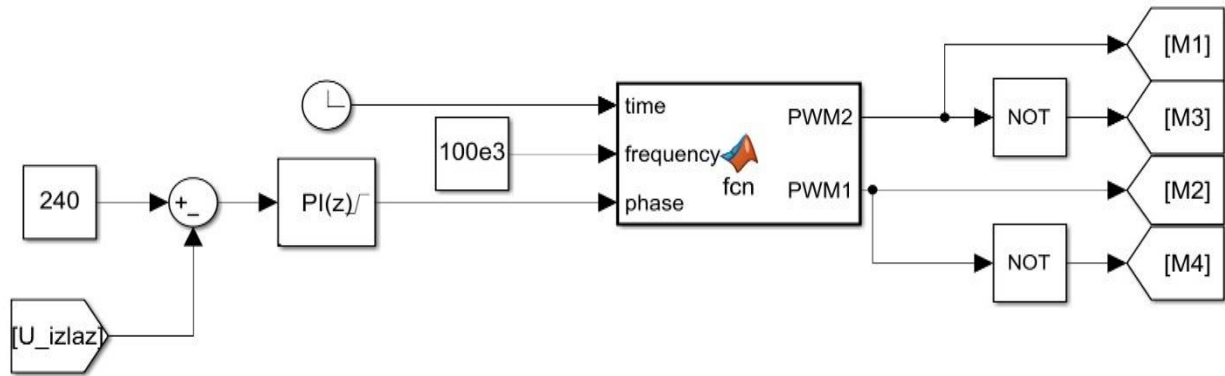 [M1]
time
PWM2
NOT
[M3]
100e3
frequency
fcn
240
+
-
PI(z)
phase
PWM1
[M2]
NOT
[M4]
[U_izlaz]